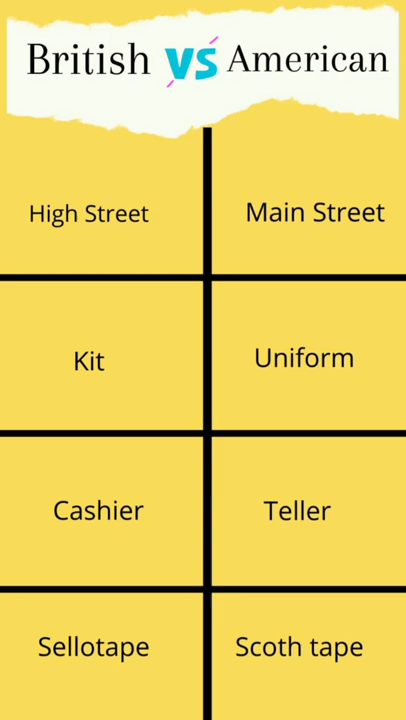 British vs American
High Street Main Street
Kit Uniform
Cashier Teller
Sellotape Scoth tape